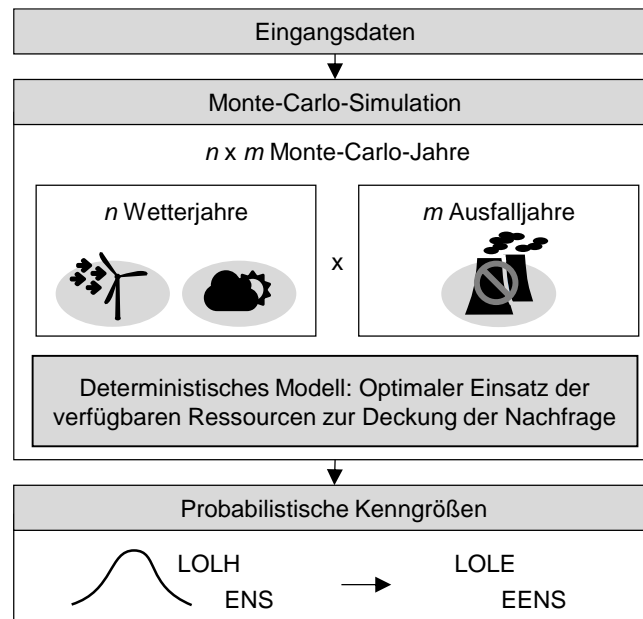 Eingangsdaten
Monte-Carlo-Simulation
n x m Monte-Carlo-Jahre
n Wetterjahre
x
m Ausfalljahre
Deterministisches Modell: Optimaler Einsatz der
verfügbaren Ressourcen zur Deckung der Nachfrage
Probabilistische Kenngrößen
LOLH
LOLE
ENS
EENS